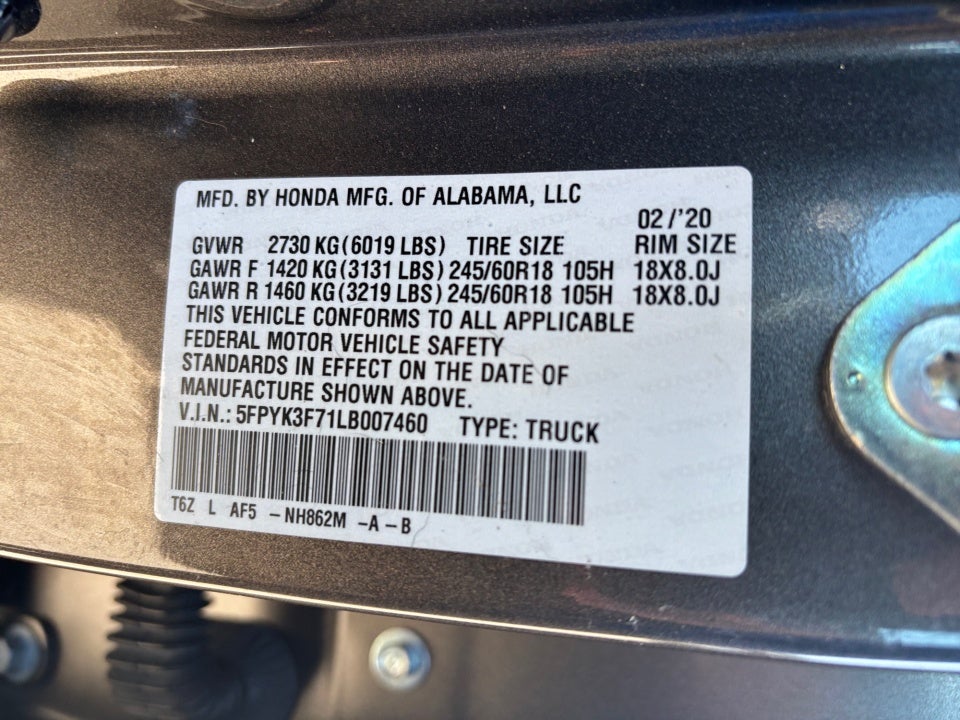 MFD. BY HONDA MFG. OF ALABAMA, LLC
02/'20
GVWR 2730 KG(6019 LBS) TIRE SIZE RIM SIZE
GAWR F 1420 KG(3131 LBS) 245/60R18 105H 18X8.0J
GAWR R 1460 KG(3219 LBS) 245/60R18 105H 18X8.0J
THIS VEHICLE CONFORMS TO ALL APPLICABLE
FEDERAL MOTOR VEHICLE SAFETY
STANDARDS IN EFFECT ON THE DATE OF
MANUFACTURE SHOWN ABOVE.
V.I.N.: 5FPYK3F71LB007460 TYPE: TRUCK
T6Z L AF5 -NH862M -A-B